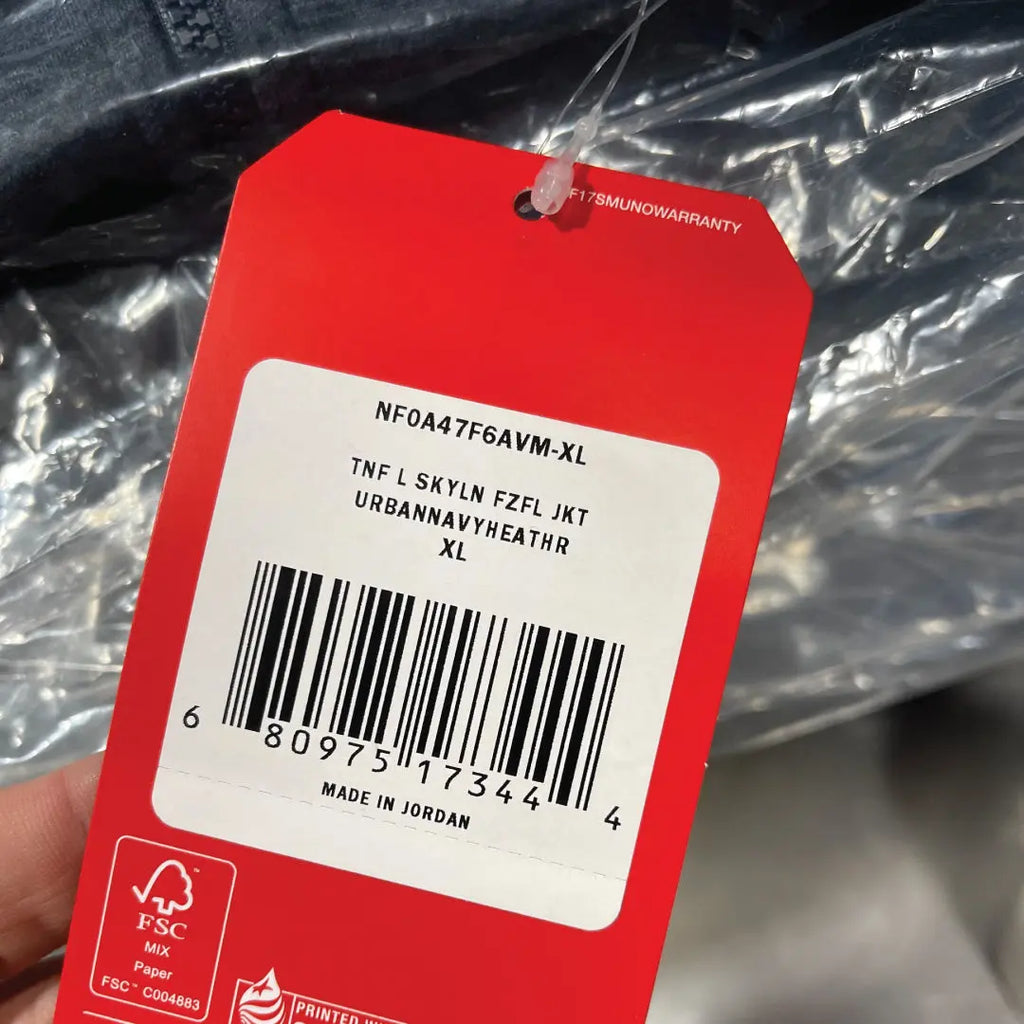 F17SMUNOWARRANTY
NF0A47F6AVM-XL
TNF L SKYLN FZFL JKT
URBANNAVYHEATHR
XL
6 80975 17344 4
MADE IN JORDAN
FSC
MIX
Paper
FSC™ C004883
PRINTED